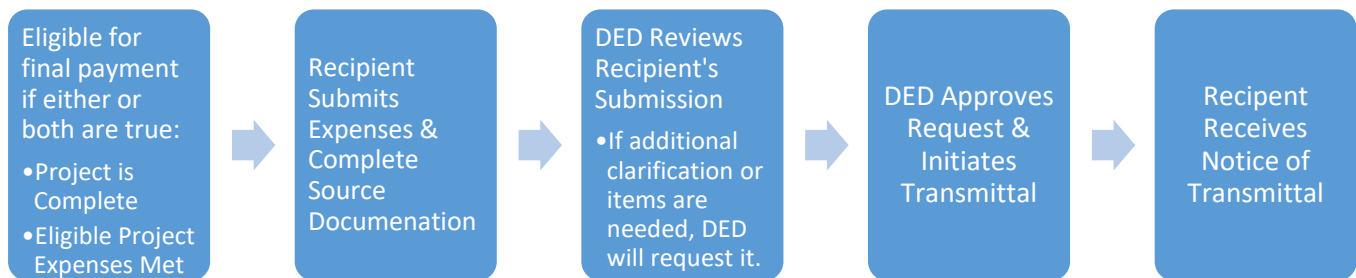 Eligible for
final payment
if either or
both are true:
•Project is
Complete
•Eligible Project
Expenses Met
Recipient
Submits
Expenses &
Complete
Source
Documenation
DED Reviews
Recipient's
Submission
•If additional
clarification or
items are
needed, DED
will request it.
DED Approves
Request &
Initiates
Transmittal
Recipent
Receives
Notice of
Transmittal